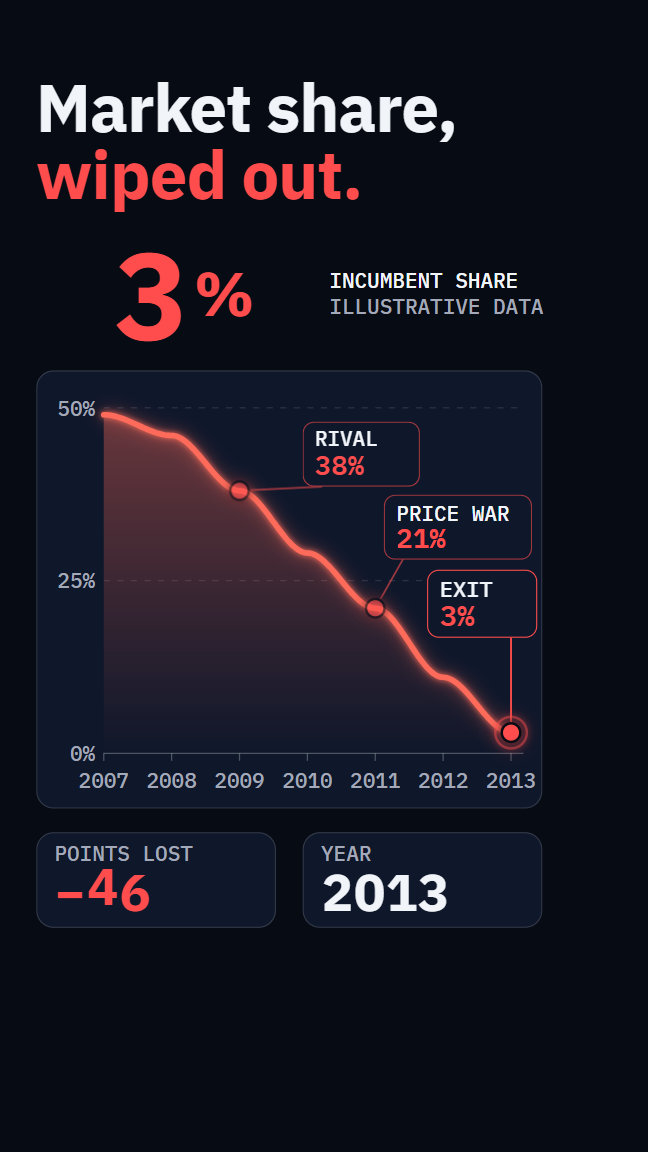 Market share,
wiped out.
3%
INCUMBENT SHARE
ILLUSTRATIVE DATA
50%
RIVAL
38%
PRICE WAR
21%
25%
EXIT
3%
0%
2007 2008 2009 2010 2011 2012 2013
POINTS LOST
−46
YEAR
2013